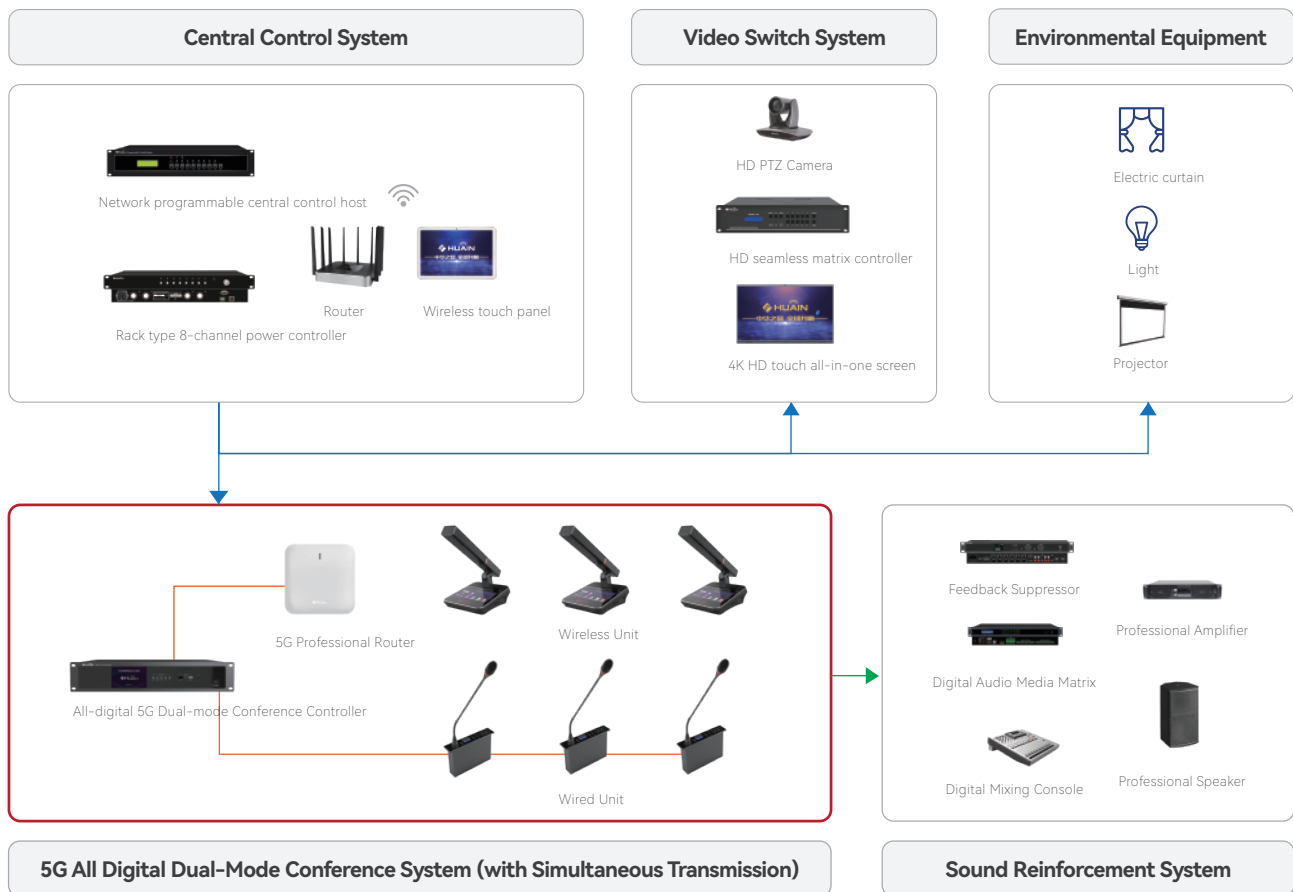 Central Control System
Video Switch System
Environmental Equipment
Network programmable central control host
Rack type 8-channel power controller
Router
HUAIN
Wireless touch panel
HD PTZ Camera
HD seamless matrix controller
HUAIN
4K HD touch all-in-one screen
Electric curtain
Light
Projector
5G Professional Router
All-digital 5G Dual-mode Conference Controller
Wireless Unit
Wired Unit
Feedback Suppressor
Professional Amplifier
Digital Audio Media Matrix
Digital Mixing Console
Professional Speaker
5G All Digital Dual-Mode Conference System (with Simultaneous Transmission)
Sound Reinforcement System